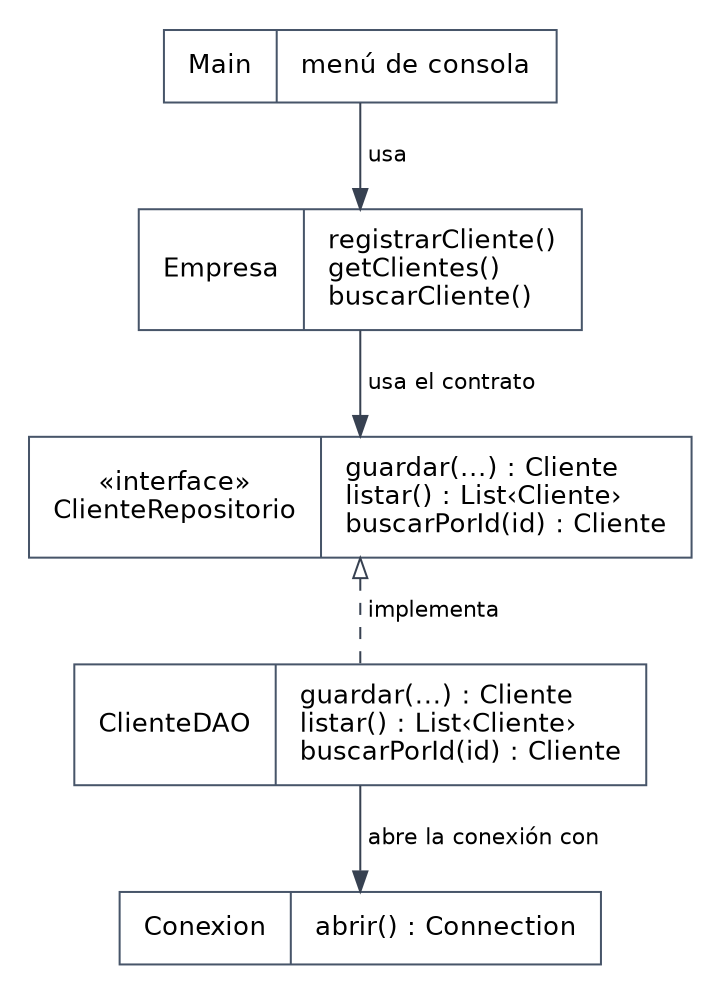 Main
menú de consola
usa
Empresa
registrarCliente()
getClientes()
buscarCliente()
usa el contrato
«interface»
ClienteRepositorio
guardar(...) : Cliente
listar() : List‹Cliente›
buscarPorId(id) : Cliente
implementa
ClienteDAO
guardar(...) : Cliente
listar() : List‹Cliente›
buscarPorId(id) : Cliente
abre la conexión con
Conexion
abrir() : Connection